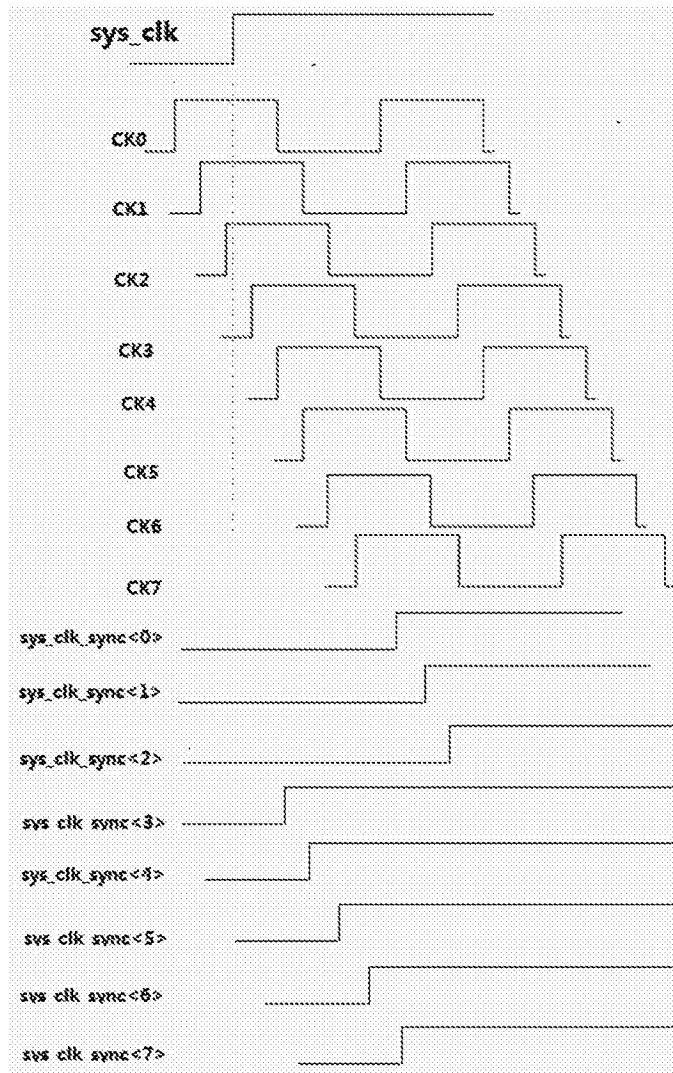 sys_clk
CK0
CK1
CK2
CK3
CK4
CK5
CK6
CK7
sys_clk_sync<0>
sys_clk_sync<1>
sys_clk_sync<2>
sys clk sync<3>
sys_clk_sync<4>
sys clk sync<5>
sys clk sync<6>
sys clk sync<7>